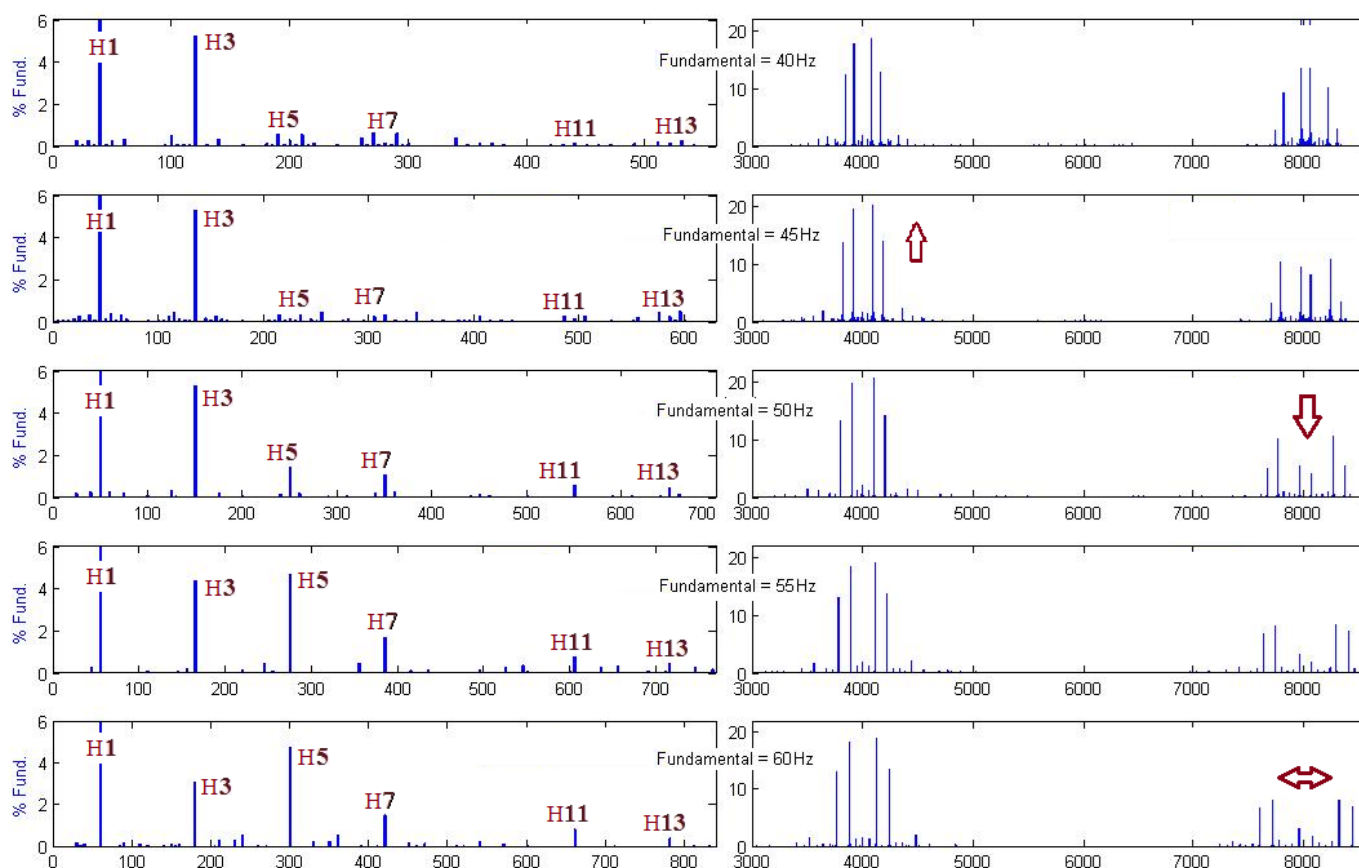 6
4
2
0
% Fund.
H1
H3
H5
H7
H11
H13
0 100 200 300 400 500
Fundamental = 40Hz
20
10
0
3000 4000 5000 6000 7000 8000
6
4
2
0
% Fund.
H1
H3
H5
H7
H11
H13
0 100 200 300 400 500 600
Fundamental = 45Hz
20
10
0
3000 4000 5000 6000 7000 8000
6
4
2
0
% Fund.
H1
H3
H5
H7
H11
H13
0 100 200 300 400 500 600 700
Fundamental = 50Hz
20
10
0
3000 4000 5000 6000 7000 8000
6
4
2
0
% Fund.
H1
H3
H5
H7
H11
H13
0 100 200 300 400 500 600 700
Fundamental = 55Hz
20
10
0
3000 4000 5000 6000 7000 8000
6
4
2
0
% Fund.
H1
H3
H5
H7
H11
H13
0 100 200 300 400 500 600 700 800
Fundamental = 60Hz
20
10
0
3000 4000 5000 6000 7000 8000